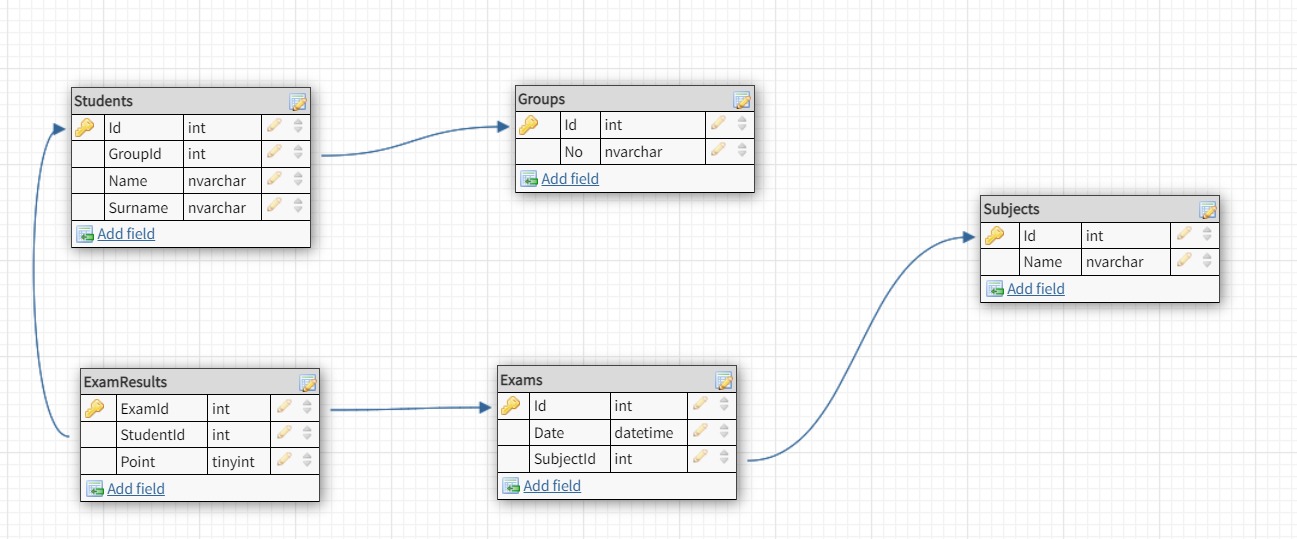 Students
Id int
GroupId int
Name nvarchar
Surname nvarchar
Add field
Groups
Id int
No nvarchar
Add field
Subjects
Id int
Name nvarchar
Add field
ExamResults
ExamId int
StudentId int
Point tinyint
Add field
Exams
Id int
Date datetime
SubjectId int
Add field